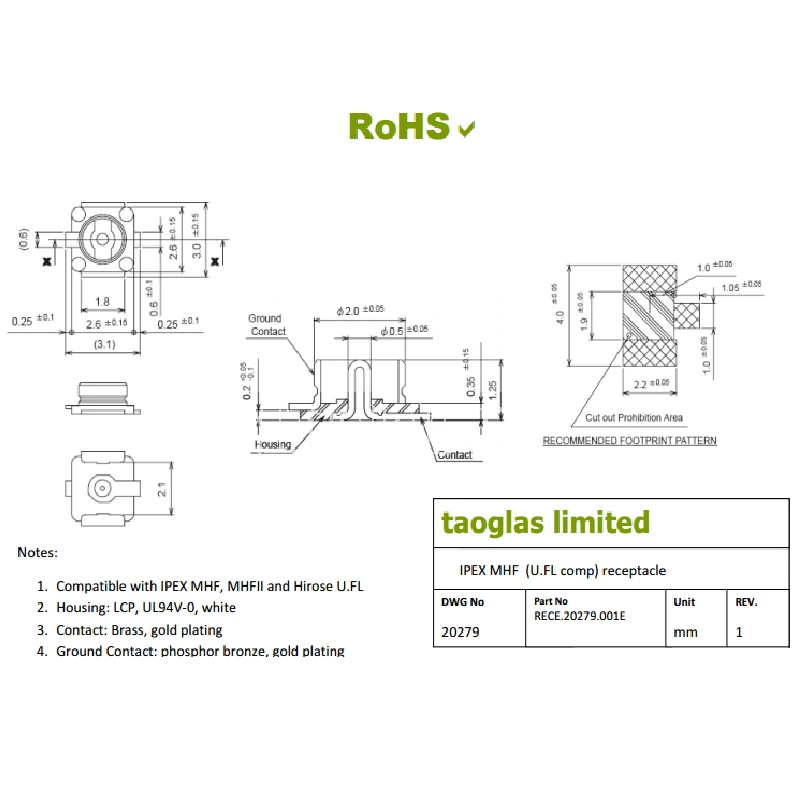 RoHS
(0.6)
x
x
2.6 ±0.15
3.0 ±0.15
1.8
0.6 ±0.1
0.25 ±0.1
2.6 ±0.15
0.25 ±0.1
(3.1)
2.1
Ground
Contact
ϕ2.0 ±0.05
ϕ0.5 ±0.05
0.2 +0.05 -0.1
0.35 ±0.15
1.25
Housing
Contact
1.0 ±0.05
1.05 ±0.05
4.0 ±0.05
1.9 ±0.05
1.0 ±0.05
2.2 ±0.05
Cut out Prohibition Area
RECOMMENDED FOOTPRINT PATTERN
Notes:
1. Compatible with IPEX MHF, MHFII and Hirose U.FL
2. Housing: LCP, UL94V-0, white
3. Contact: Brass, gold plating
4. Ground Contact: phosphor bronze, gold plating
taoglas limited
IPEX MHF (U.FL comp) receptacle
DWG No
20279
Part No
RECE.20279.001E
Unit
mm
REV.
1